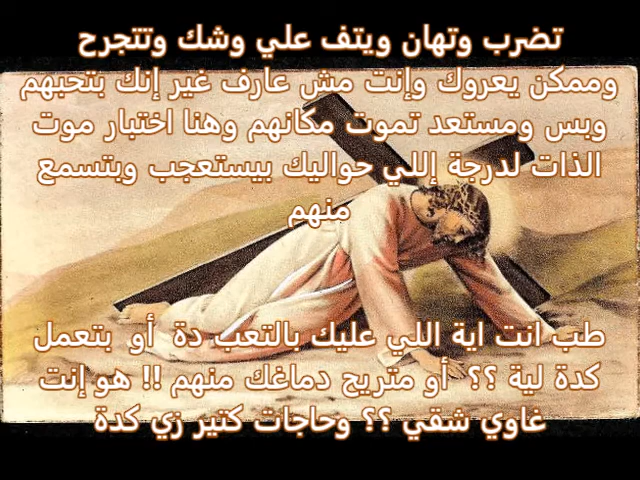 تضرب وتهان ويتف علي وشك وتتجرح
وممكن يعروك وإنت مش عارف غير إنك بتحبهم
وبس ومستعد تموت مكانهم وهنا اختبار موت
الذات لدرجة إللي حواليك بيستعجب وبتسمع
منهم
طب انت اية اللي عليك بالتعب دة أو بتعمل
كدة لية ؟؟ أو متريح دماغك منهم !! هو إنت
غاوي شقي ؟؟ وحاجات كتير زي كدة